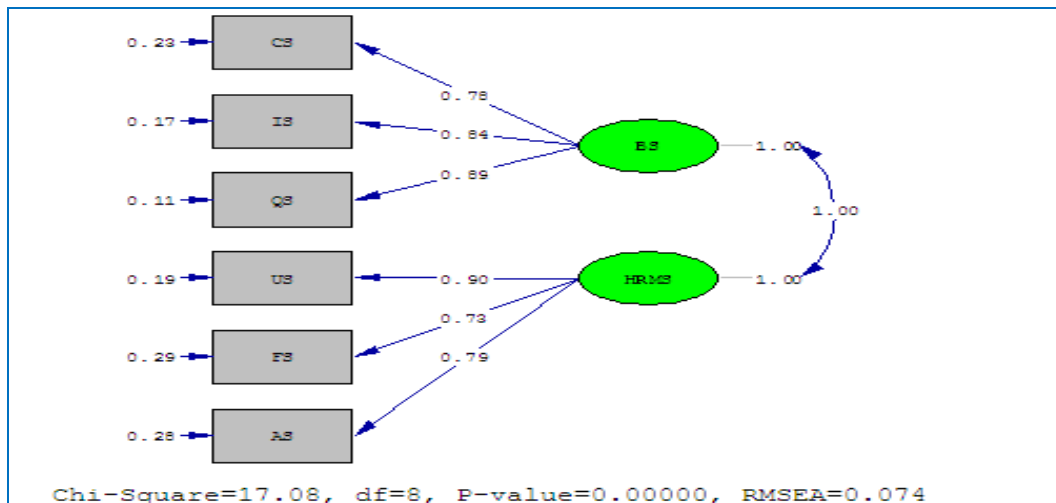 0.23 CS
0.78
0.17 IS
0.84
BS 1.00
0.89
0.11 QS
1.00
0.19 US 0.90 HRMS 1.00
0.73
0.29 FS
0.79
0.28 AS
Chi-Square=17.08, df=8, P-value=0.00000, RMSEA=0.074